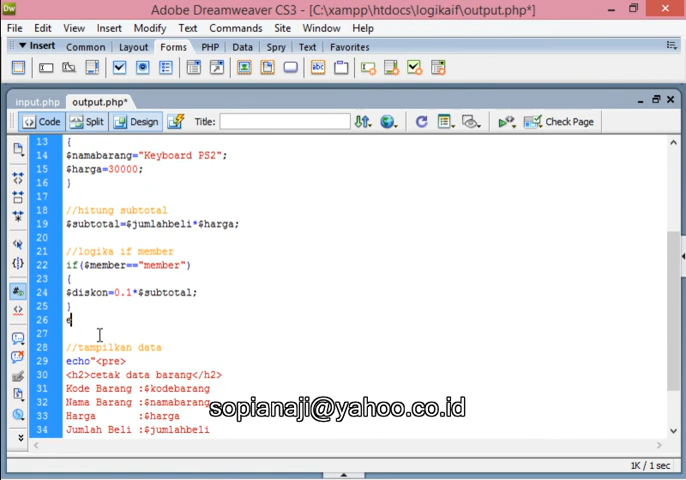 Dw
Adobe Dreamweaver CS3 - [C:\xampp\htdocs\logikaif\output.php*]
File Edit View Insert Modify Text Commands Site Window Help
▼ Insert Common Layout Forms PHP Data Spry Text Favorites
input.php output.php*
Code Split Design Title: Check Page
13 {
14 $namabarang="Keyboard PS2";
15 $harga=30000;
16 }
17
18 //hitung subtotal
19 $subtotal=$jumlahbeli*$harga;
20
21 //logika if member
22 if($member=="member")
23 {
24 $diskon=0.1*$subtotal;
25 }
26 e
27
28 //tampilkan data
29 echo"<pre>
30 <h2>cetak data barang</h2>
31 Kode Barang :$kodebarang
32 Nama Barang :$namabarang
sopianaji@yahoo.co.id
33 Harga :$harga
34 Jumlah Beli :$jumlahbeli
1K / 1 sec